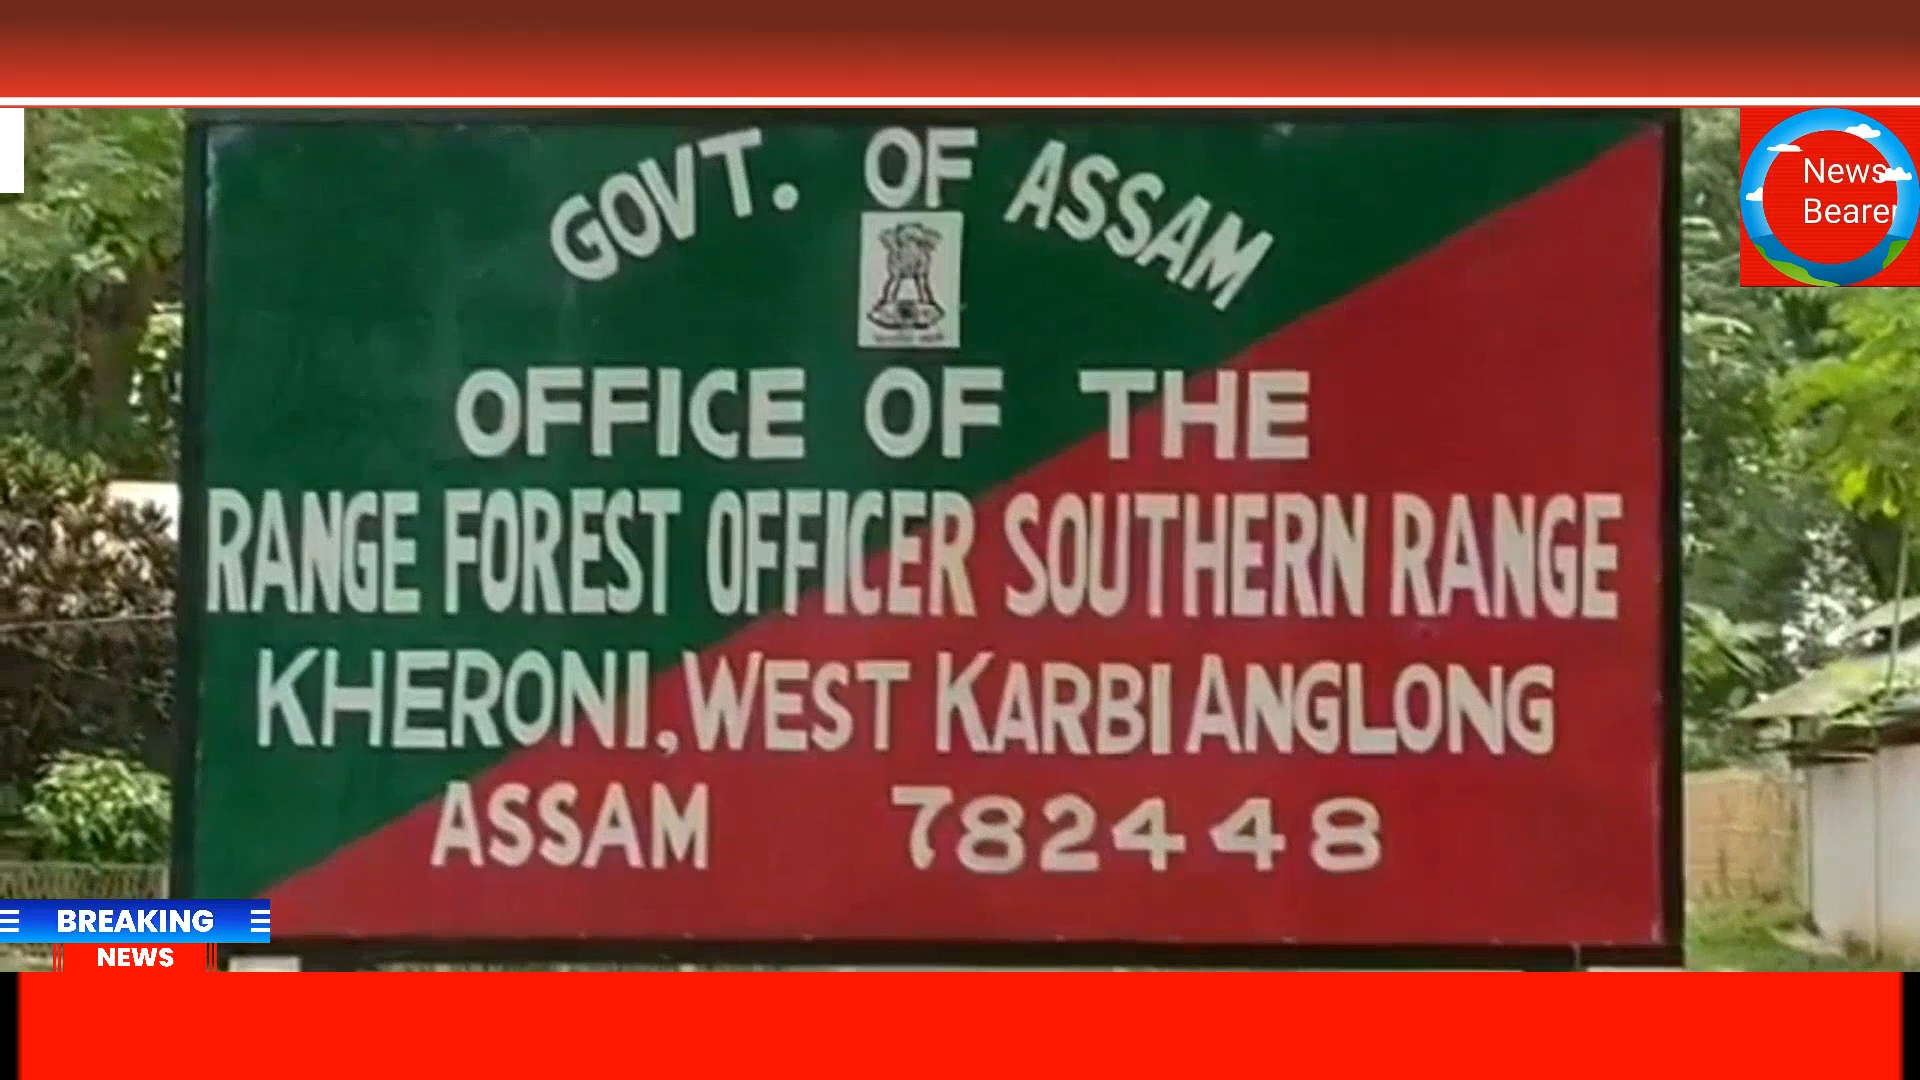 GOVT. OF ASSAM
OFFICE OF THE
RANGE FOREST OFFICER SOUTHERN RANGE
KHERONI, WEST KARBI ANGLONG
ASSAM 782448
News
Bearer
BREAKING
NEWS